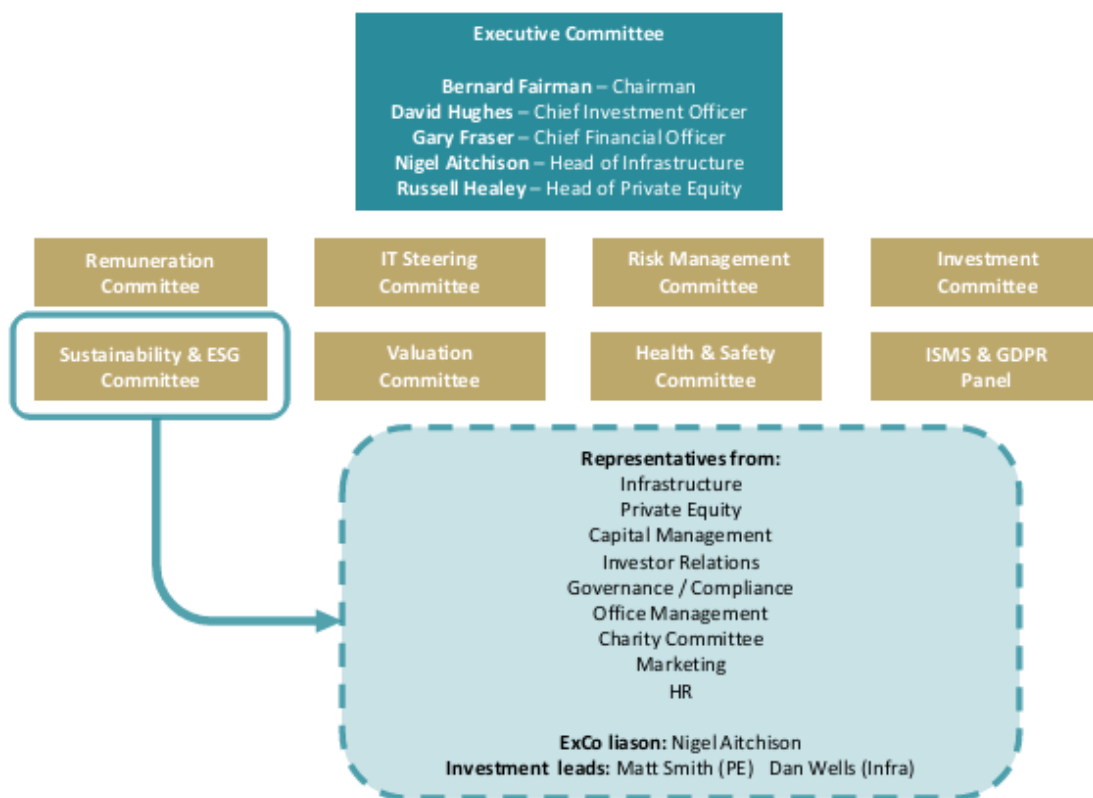 Executive Committee
Bernard Fairman – Chairman
David Hughes – Chief Investment Officer
Gary Fraser – Chief Financial Officer
Nigel Aitchison – Head of Infrastructure
Russell Healey – Head of Private Equity
Remuneration
Committee
IT Steering
Committee
Risk Management
Committee
Investment
Committee
Sustainability & ESG
Committee
Valuation
Committee
Health & Safety
Committee
ISMS & GDPR
Panel
Representatives from:
Infrastructure
Private Equity
Capital Management
Investor Relations
Governance / Compliance
Office Management
Charity Committee
Marketing
HR
ExCo liason: Nigel Aitchison
Investment leads: Matt Smith (PE) Dan Wells (Infra)